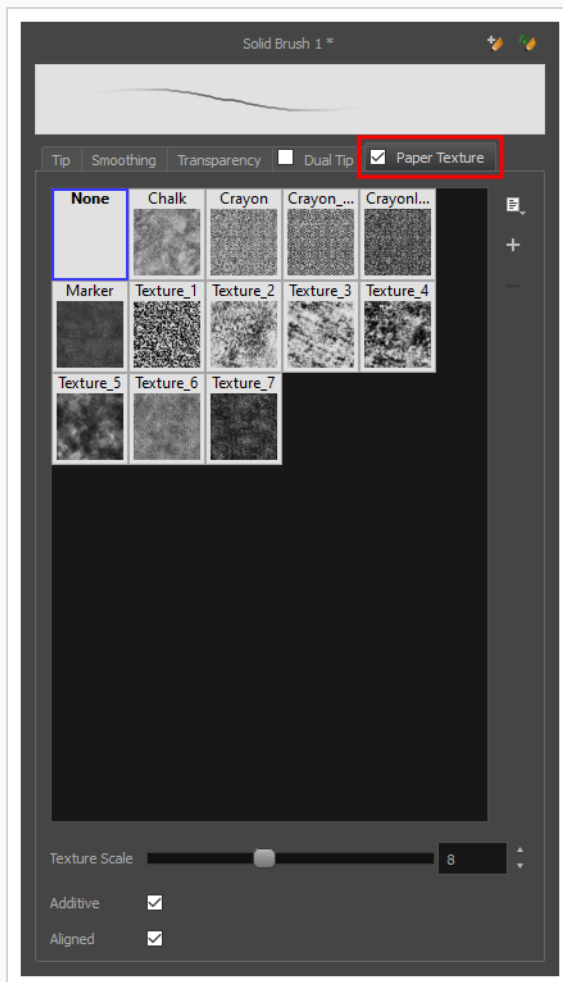 Solid Brush 1 *
Tip Smoothing Transparency Dual Tip Paper Texture
None Chalk Crayon Crayon_... Crayonl...
Marker Texture_1 Texture_2 Texture_3 Texture_4
Texture_5 Texture_6 Texture_7
Texture Scale 8
Additive
Aligned